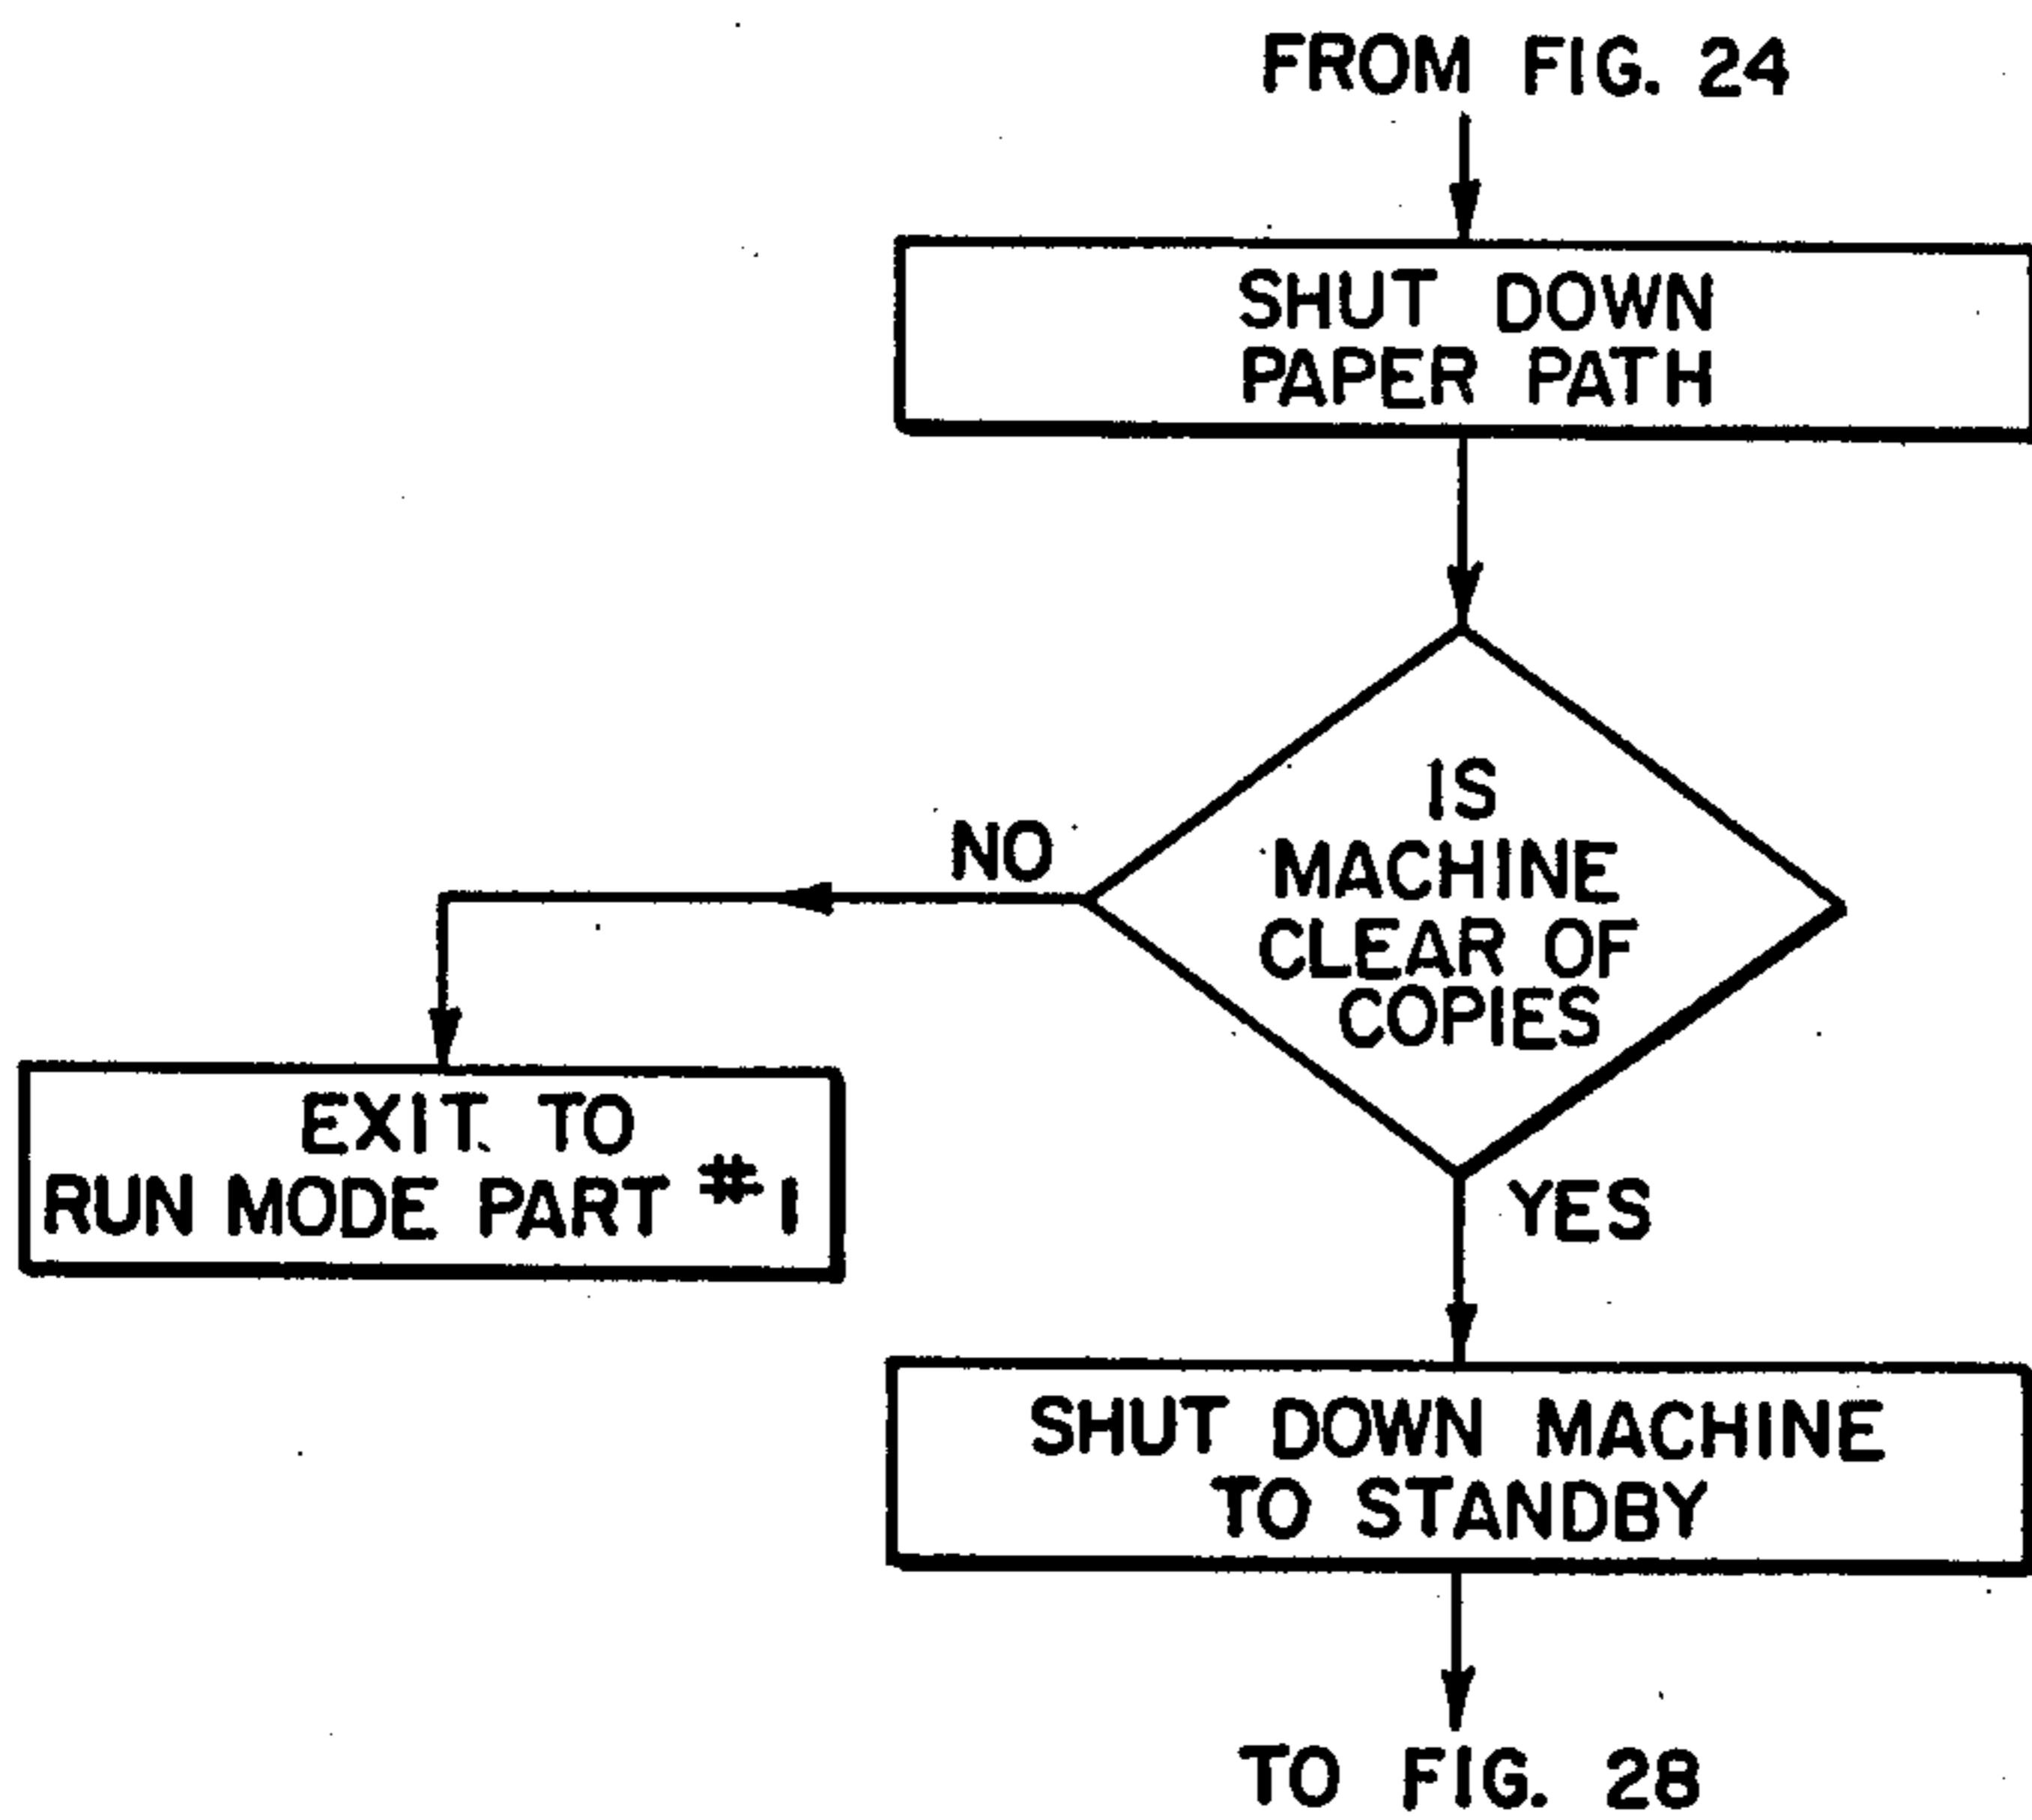 FROM FIG. 24
SHUT DOWN
PAPER PATH
IS
MACHINE
CLEAR OF
COPIES
NO
EXIT TO
RUN MODE PART #1
YES
SHUT DOWN MACHINE
TO STANDBY
TO FIG. 28